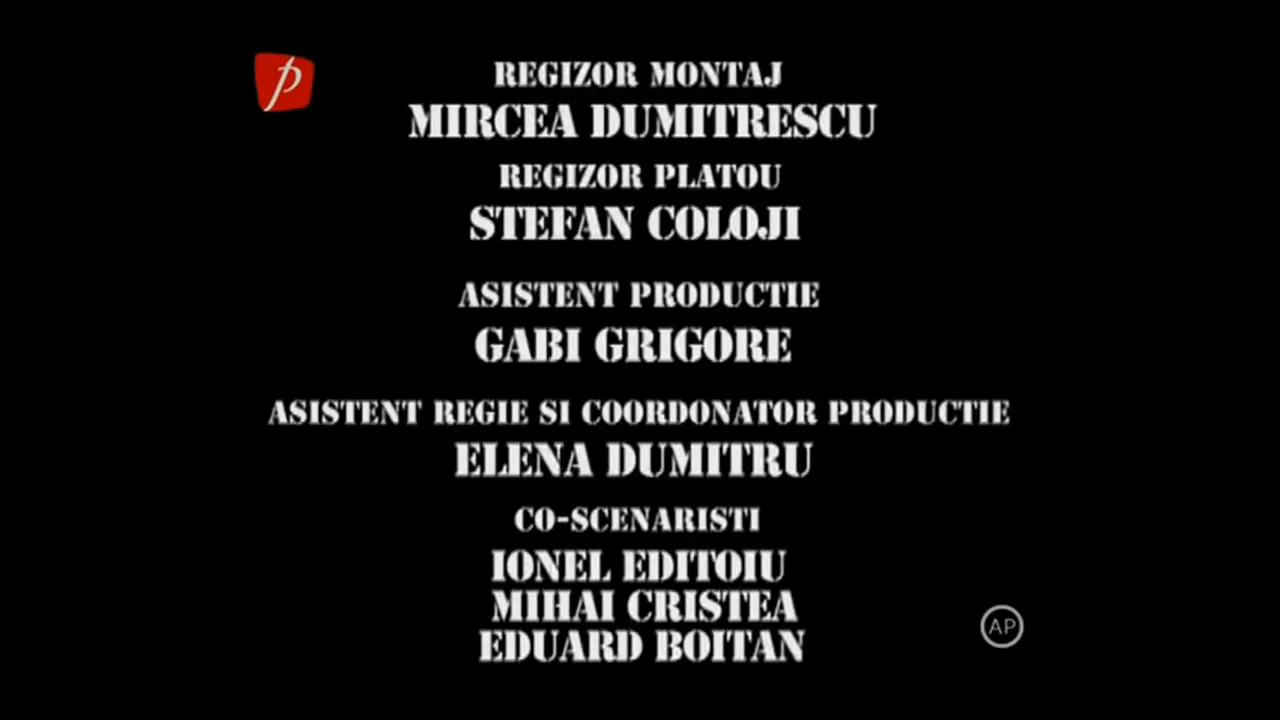 p
REGIZOR MONTAJ
MIRCEA DUMITRESCU
REGIZOR PLATOU
STEFAN COLOJI
ASISTENT PRODUCTIE
GABI GRIGORE
ASISTENT REGIE SI COORDONATOR PRODUCTIE
ELENA DUMITRU
CO-SCENARISTI
IONEL EDITOIU
MIHAI CRISTEA
EDUARD BOITAN
AP